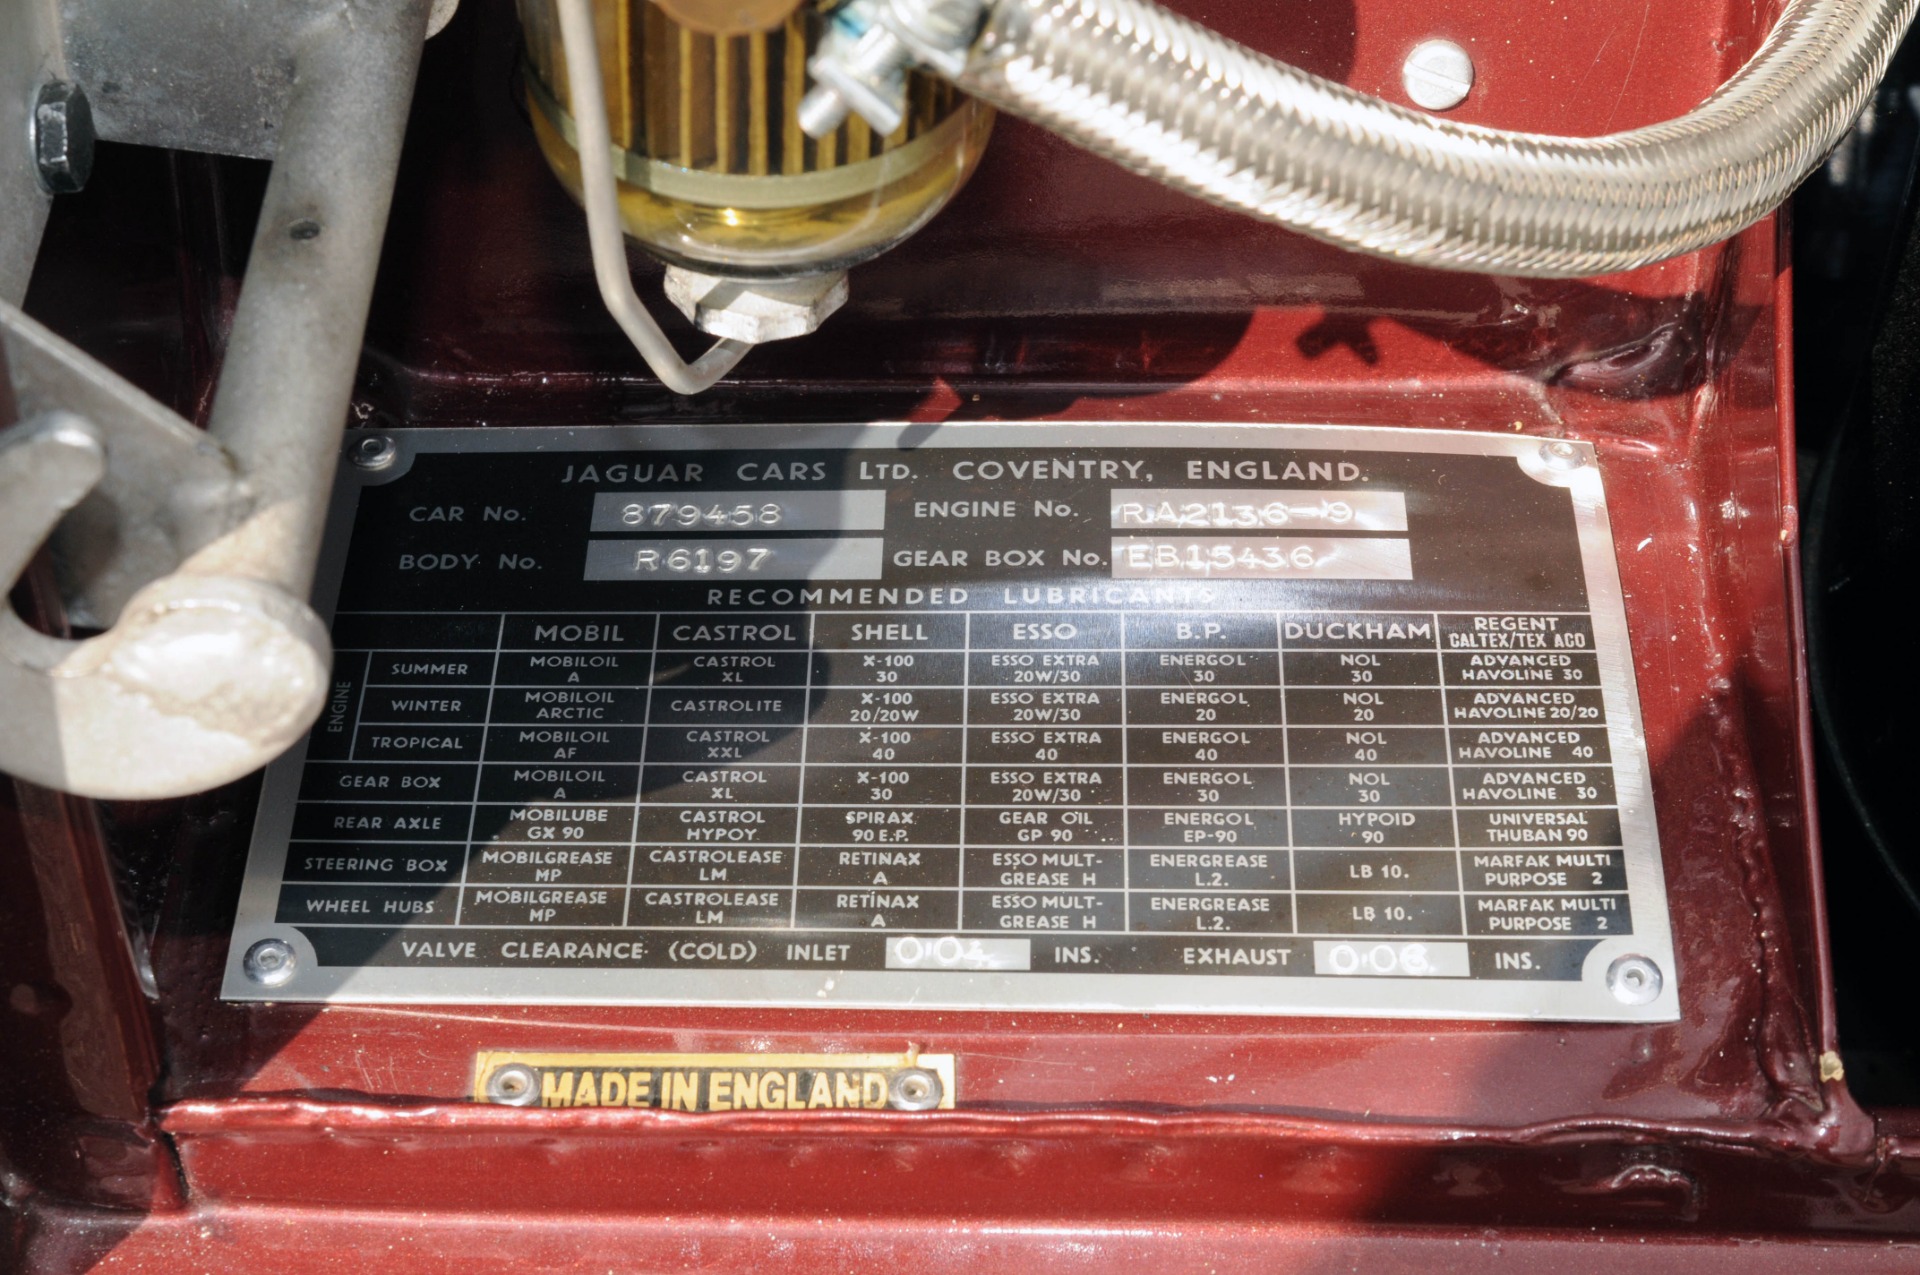 JAGUAR CARS LTD. COVENTRY, ENGLAND.
CAR No. 879458 ENGINE No. RA2136-9
BODY No. R6197 GEAR BOX No. EB15436
RECOMMENDED LUBRICANTS
MOBIL CASTROL SHELL ESSO B.P. DUCKHAM REGENT CALTEX/TEXACO
ENGINE
SUMMER MOBILOIL A CASTROL XL X-100 30 ESSO EXTRA 20W/30 ENERGOL 30 NOL 30 ADVANCED HAVOLINE 30
WINTER MOBILOIL ARCTIC CASTROLITE X-100 20/20W ESSO EXTRA 20W/30 ENERGOL 20 NOL 20 ADVANCED HAVOLINE 20/20
TROPICAL MOBILOIL AF CASTROL XXL X-100 40 ESSO EXTRA 40 ENERGOL 40 NOL 40 ADVANCED HAVOLINE 40
GEAR BOX MOBILOIL A CASTROL XL X-100 30 ESSO EXTRA 20W/30 ENERGOL 30 NOL 30 ADVANCED HAVOLINE 30
REAR AXLE MOBILUBE GX 90 CASTROL HYPOY SPIRAX 90 E.P. GEAR OIL GP 90 ENERGOL EP-90 HYPOID 90 UNIVERSAL THUBAN 90
STEERING BOX MOBILGREASE MP CASTROLEASE LM RETINAX A ESSO MULT-GREASE H ENERGREASE L.2. LB 10. MARFAK MULTI PURPOSE 2
WHEEL HUBS MOBILGREASE MP CASTROLEASE LM RETINAX A ESSO MULT-GREASE H ENERGREASE L.2. LB 10. MARFAK MULTI PURPOSE 2
VALVE CLEARANCE (COLD) INLET 0·04 INS. EXHAUST 0·06 INS.
MADE IN ENGLAND